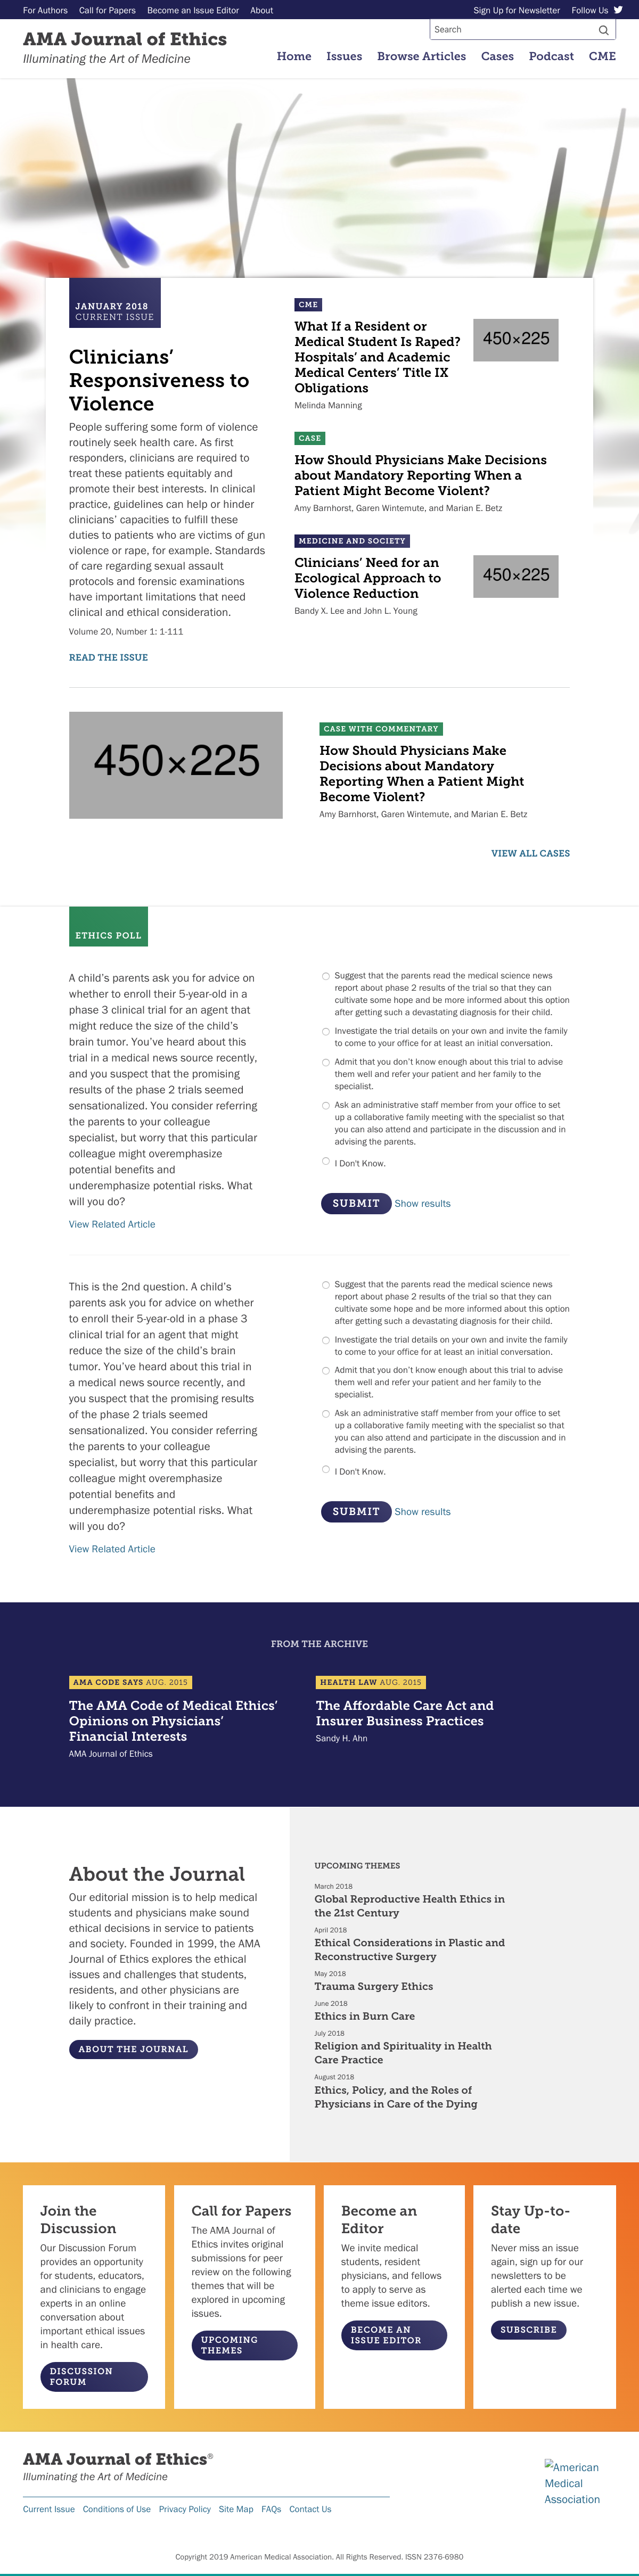 For Authors Call for Papers Become an Issue Editor About Sign Up for Newsletter Follow Us
AMA Journal of Ethics
Illuminating the Art of Medicine
Search
Home Issues Browse Articles Cases Podcast CME
JANUARY 2018
CURRENT ISSUE
Clinicians’
Responsiveness to
Violence
People suffering some form of violence
routinely seek health care. As first
responders, clinicians are required to
treat these patients equitably and
promote their best interests. In clinical
practice, guidelines can help or hinder
clinicians’ capacities to fulfill these
duties to patients who are victims of gun
violence or rape, for example. Standards
of care regarding sexual assault
protocols and forensic examinations
have important limitations that need
clinical and ethical consideration.
Volume 20, Number 1: 1-111
READ THE ISSUE
CME
What If a Resident or
Medical Student Is Raped?
Hospitals’ and Academic
Medical Centers’ Title IX
Obligations
Melinda Manning
450×225
CASE
How Should Physicians Make Decisions
about Mandatory Reporting When a
Patient Might Become Violent?
Amy Barnhorst, Garen Wintemute, and Marian E. Betz
MEDICINE AND SOCIETY
Clinicians’ Need for an
Ecological Approach to
Violence Reduction
Bandy X. Lee and John L. Young
450×225
450×225
CASE WITH COMMENTARY
How Should Physicians Make
Decisions about Mandatory
Reporting When a Patient Might
Become Violent?
Amy Barnhorst, Garen Wintemute, and Marian E. Betz
VIEW ALL CASES
ETHICS POLL
A child’s parents ask you for advice on
whether to enroll their 5-year-old in a
phase 3 clinical trial for an agent that
might reduce the size of the child’s
brain tumor. You’ve heard about this
trial in a medical news source recently,
and you suspect that the promising
results of the phase 2 trials seemed
sensationalized. You consider referring
the parents to your colleague
specialist, but worry that this particular
colleague might overemphasize
potential benefits and
underemphasize potential risks. What
will you do?
View Related Article
Suggest that the parents read the medical science news
report about phase 2 results of the trial so that they can
cultivate some hope and be more informed about this option
after getting such a devastating diagnosis for their child.
Investigate the trial details on your own and invite the family
to come to your office for at least an initial conversation.
Admit that you don’t know enough about this trial to advise
them well and refer your patient and her family to the
specialist.
Ask an administrative staff member from your office to set
up a collaborative family meeting with the specialist so that
you can also attend and participate in the discussion and in
advising the parents.
I Don't Know.
SUBMIT Show results
This is the 2nd question. A child’s
parents ask you for advice on whether
to enroll their 5-year-old in a phase 3
clinical trial for an agent that might
reduce the size of the child’s brain
tumor. You’ve heard about this trial in
a medical news source recently, and
you suspect that the promising results
of the phase 2 trials seemed
sensationalized. You consider referring
the parents to your colleague
specialist, but worry that this particular
colleague might overemphasize
potential benefits and
underemphasize potential risks. What
will you do?
View Related Article
Suggest that the parents read the medical science news
report about phase 2 results of the trial so that they can
cultivate some hope and be more informed about this option
after getting such a devastating diagnosis for their child.
Investigate the trial details on your own and invite the family
to come to your office for at least an initial conversation.
Admit that you don’t know enough about this trial to advise
them well and refer your patient and her family to the
specialist.
Ask an administrative staff member from your office to set
up a collaborative family meeting with the specialist so that
you can also attend and participate in the discussion and in
advising the parents.
I Don't Know.
SUBMIT Show results
FROM THE ARCHIVE
AMA CODE SAYS AUG. 2015
The AMA Code of Medical Ethics’
Opinions on Physicians’
Financial Interests
AMA Journal of Ethics
HEALTH LAW AUG. 2015
The Affordable Care Act and
Insurer Business Practices
Sandy H. Ahn
About the Journal
Our editorial mission is to help medical
students and physicians make sound
ethical decisions in service to patients
and society. Founded in 1999, the AMA
Journal of Ethics explores the ethical
issues and challenges that students,
residents, and other physicians are
likely to confront in their training and
daily practice.
ABOUT THE JOURNAL
UPCOMING THEMES
March 2018
Global Reproductive Health Ethics in
the 21st Century
April 2018
Ethical Considerations in Plastic and
Reconstructive Surgery
May 2018
Trauma Surgery Ethics
June 2018
Ethics in Burn Care
July 2018
Religion and Spirituality in Health
Care Practice
August 2018
Ethics, Policy, and the Roles of
Physicians in Care of the Dying
Join the
Discussion
Our Discussion Forum
provides an opportunity
for students, educators,
and clinicians to engage
experts in an online
conversation about
important ethical issues
in health care.
DISCUSSION
FORUM
Call for Papers
The AMA Journal of
Ethics invites original
submissions for peer
review on the following
themes that will be
explored in upcoming
issues.
UPCOMING
THEMES
Become an
Editor
We invite medical
students, resident
physicians, and fellows
to apply to serve as
theme issue editors.
BECOME AN
ISSUE EDITOR
Stay Up-to-
date
Never miss an issue
again, sign up for our
newsletters to be
alerted each time we
publish a new issue.
SUBSCRIBE
AMA Journal of Ethics®
Illuminating the Art of Medicine
American
Medical
Association
Current Issue Conditions of Use Privacy Policy Site Map FAQs Contact Us
Copyright 2019 American Medical Association. All Rights Reserved. ISSN 2376-6980